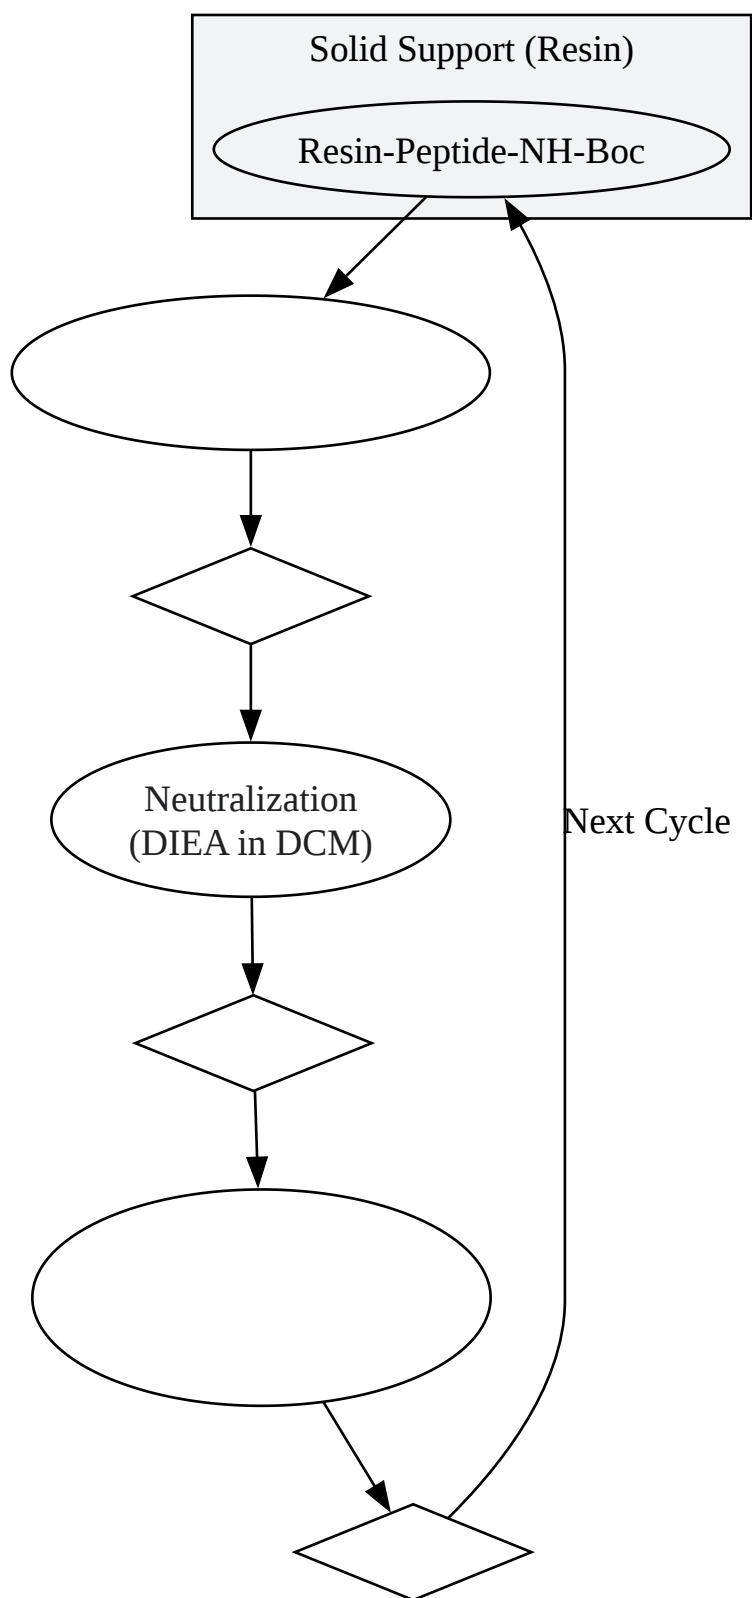 Solid Support (Resin)
Resin-Peptide-NH-Boc
Neutralization
(DIEA in DCM)
Next Cycle